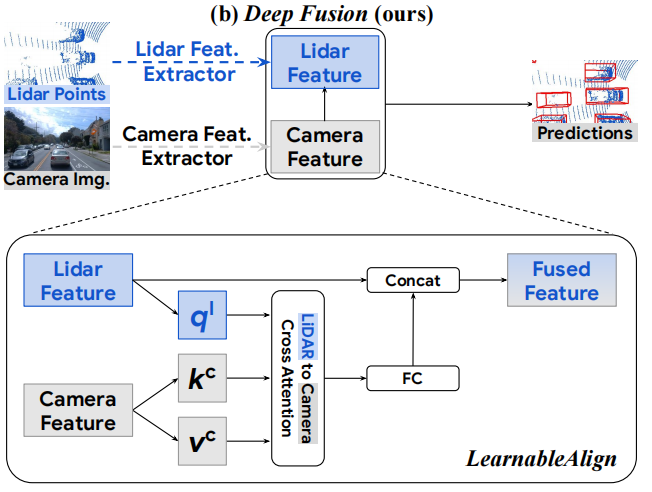 (b) Deep Fusion (ours)
Lidar Points
Lidar Feat.
Extractor
Lidar
Feature
Camera Img.
Camera Feat.
Extractor
Camera
Feature
Predictions
Lidar
Feature
q^l
Camera
Feature
k^c
v^c
LiDAR to Camera
Cross Attention
Concat
FC
Fused
Feature
LearnableAlign